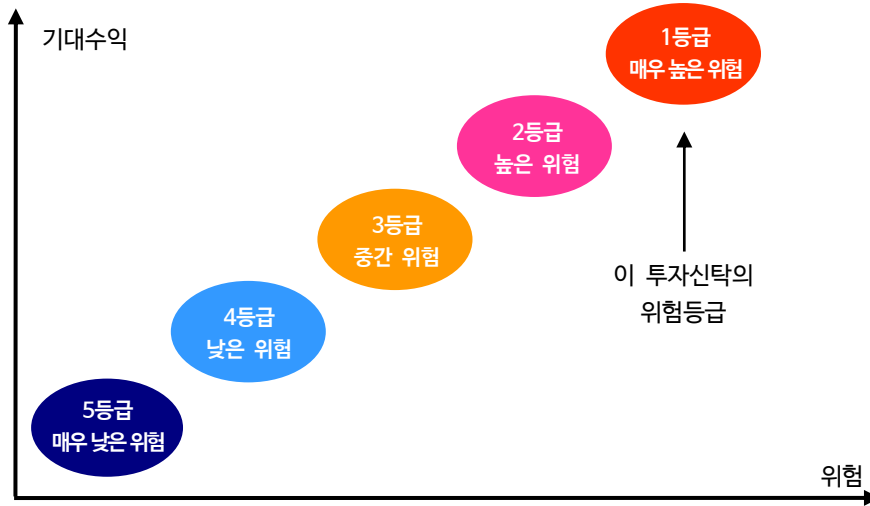 기대수익
1등급
매우 높은 위험
2등급
높은 위험
3등급
중간 위험
이 투자신탁의
위험등급
4등급
낮은 위험
5등급
매우 낮은 위험
위험